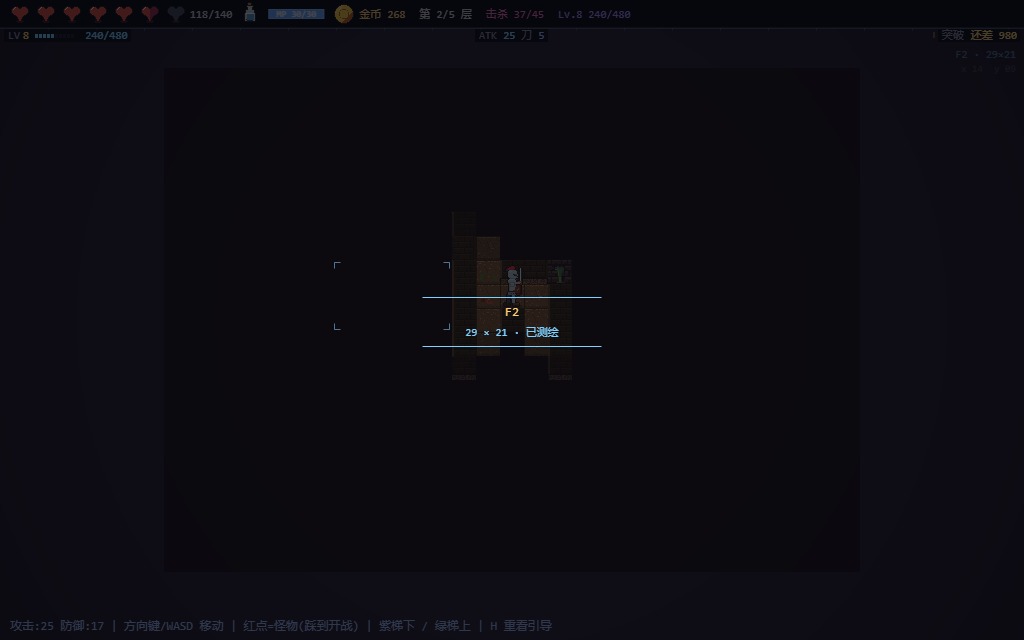 118/140 MP 30/30 金币 268 第 2/5 层 击杀 37/45 Lv.8 240/480
LV 8 240/480 ATK 25 刀 5 突破 还差 980
F2 · 29×21
F2
29 × 21 · 已测绘
攻击:25 防御:17 | 方向键/WASD 移动 | 红点=怪物(踩到开战) | 紫梯下 / 绿梯上 | H 重看引导